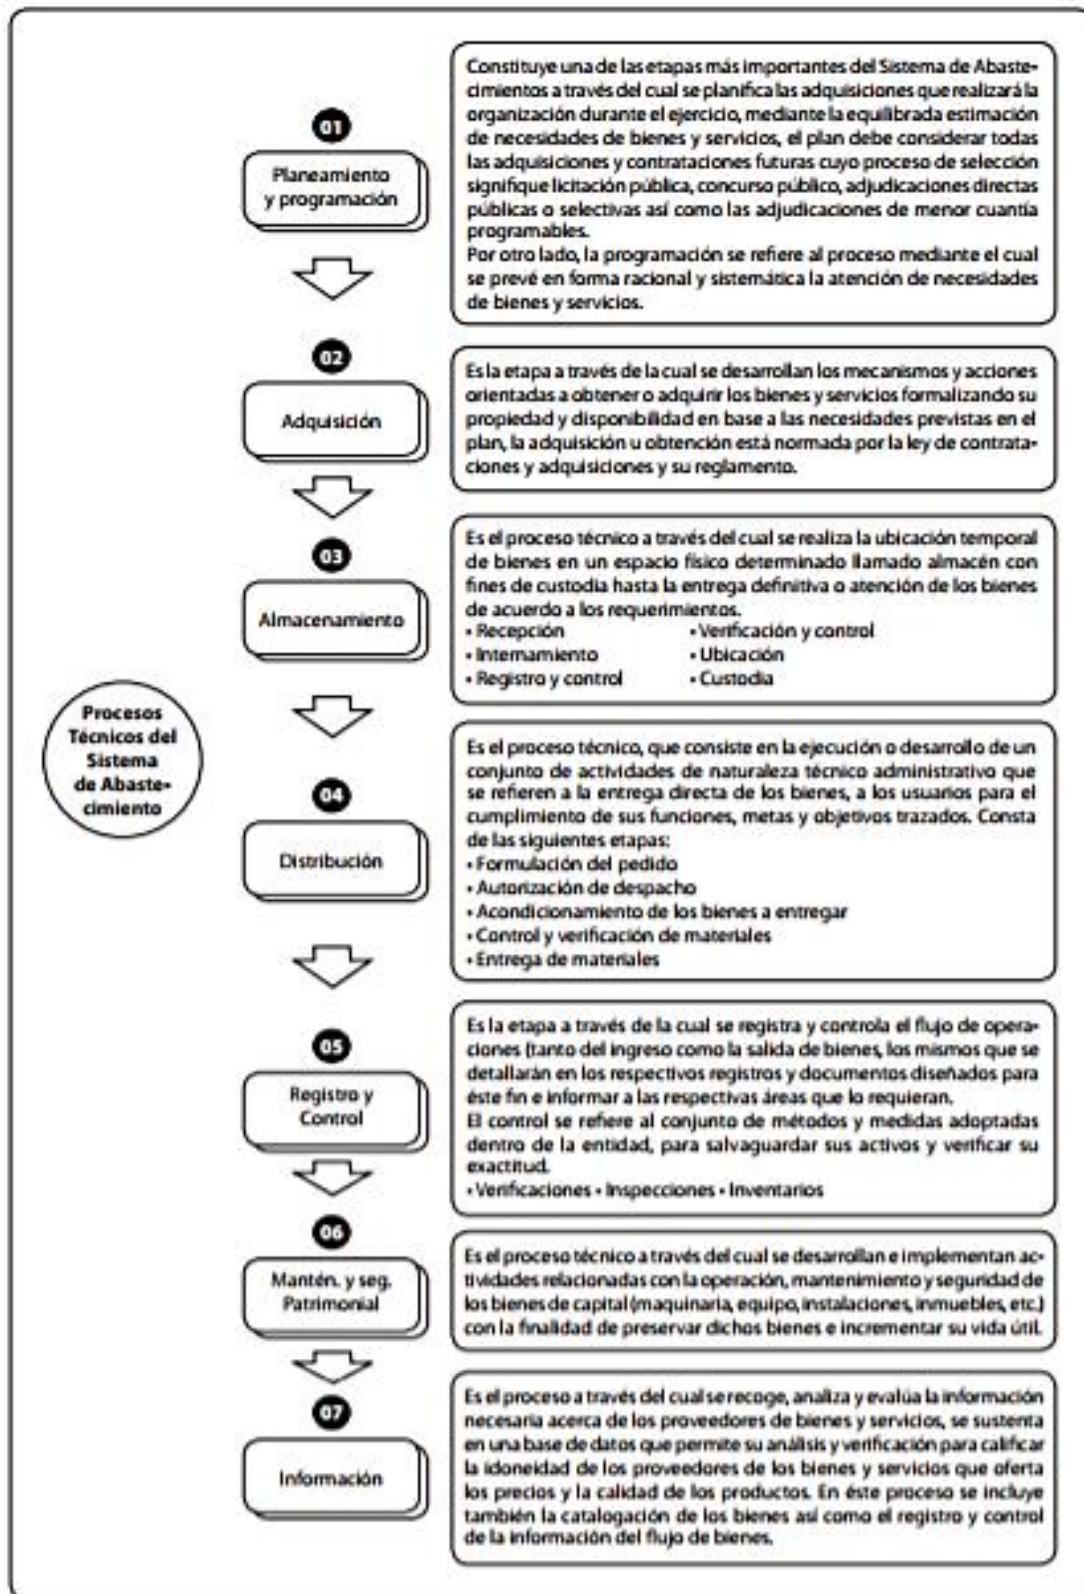 01
Planeamiento
y programación
Constituye una de las etapas más importantes del Sistema de Abaste-
cimientos a través del cual se planifica las adquisiciones que realizará la
organización durante el ejercicio, mediante la equilibrada estimación
de necesidades de bienes y servicios, el plan debe considerar todas
las adquisiciones y contrataciones futuras cuyo proceso de selección
signifique licitación pública, concurso público, adjudicaciones directas
públicas o selectivas así como las adjudicaciones de menor cuantía
programables.
Por otro lado, la programación se refiere al proceso mediante el cual
se prevé en forma racional y sistemática la atención de necesidades
de bienes y servicios.
02
Adquisición
Es la etapa a través de la cual se desarrollan los mecanismos y acciones
orientadas a obtener o adquirir los bienes y servicios formalizando su
propiedad y disponibilidad en base a las necesidades previstas en el
plan, la adquisición u obtención está normada por la ley de contrata-
ciones y adquisiciones y su reglamento.
03
Almacenamiento
Es el proceso técnico a través del cual se realiza la ubicación temporal
de bienes en un espacio físico determinado llamado almacén con
fines de custodia hasta la entrega definitiva o atención de los bienes
de acuerdo a los requerimientos.
• Recepción • Verificación y control
• Internamiento • Ubicación
• Registro y control • Custodia
Procesos
Técnicos del
Sistema
de Abaste-
cimiento
04
Distribución
Es el proceso técnico, que consiste en la ejecución o desarrollo de un
conjunto de actividades de naturaleza técnico administrativo que
se refieren a la entrega directa de los bienes, a los usuarios para el
cumplimiento de sus funciones, metas y objetivos trazados. Consta
de las siguientes etapas:
• Formulación del pedido
• Autorización de despacho
• Acondicionamiento de los bienes a entregar
• Control y verificación de materiales
• Entrega de materiales
05
Registro y
Control
Es la etapa a través de la cual se registra y controla el flujo de opera-
ciones (tanto del ingreso como la salida de bienes, los mismos que se
detallarán en los respectivos registros y documentos diseñados para
éste fin e informar a las respectivas áreas que lo requieran.
El control se refiere al conjunto de métodos y medidas adoptadas
dentro de la entidad, para salvaguardar sus activos y verificar su
exactitud.
• Verificaciones • Inspecciones • Inventarios
06
Mantén. y seg.
Patrimonial
Es el proceso técnico a través del cual se desarrollan e implementan ac-
tividades relacionadas con la operación, mantenimiento y seguridad de
los bienes de capital (maquinaria, equipo, instalaciones, inmuebles, etc.)
con la finalidad de preservar dichos bienes e incrementar su vida útil.
07
Información
Es el proceso a través del cual se recoge, analiza y evalúa la información
necesaria acerca de los proveedores de bienes y servicios, se sustenta
en una base de datos que permite su análisis y verificación para calificar
la idoneidad de los proveedores de los bienes y servicios que oferta
los precios y la calidad de los productos. En éste proceso se incluye
también la catalogación de los bienes así como el registro y control
de la información del flujo de bienes.